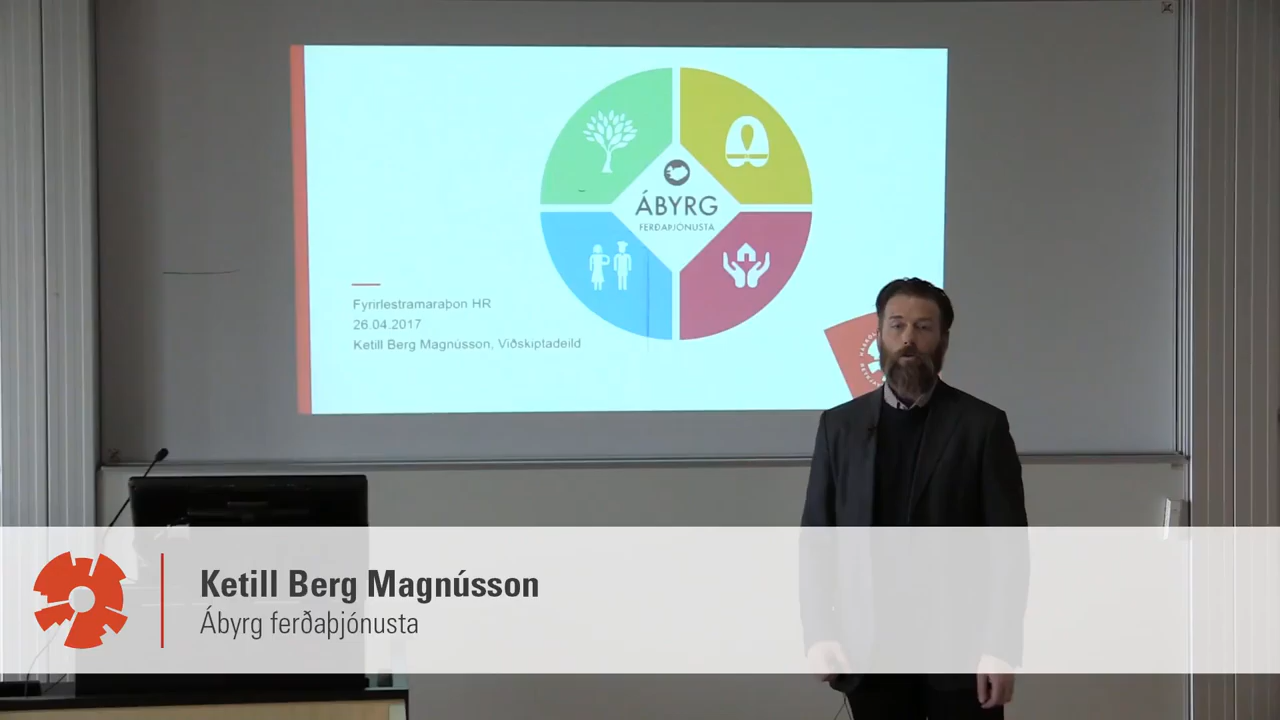 ÁBYRG
FERÐAÞJÓNUSTA
Fyrirlestramaraþon HR
26.04.2017
Ketill Berg Magnússon, Viðskiptadeild
Ketill Berg Magnússon
Ábyrg ferðaþjónusta